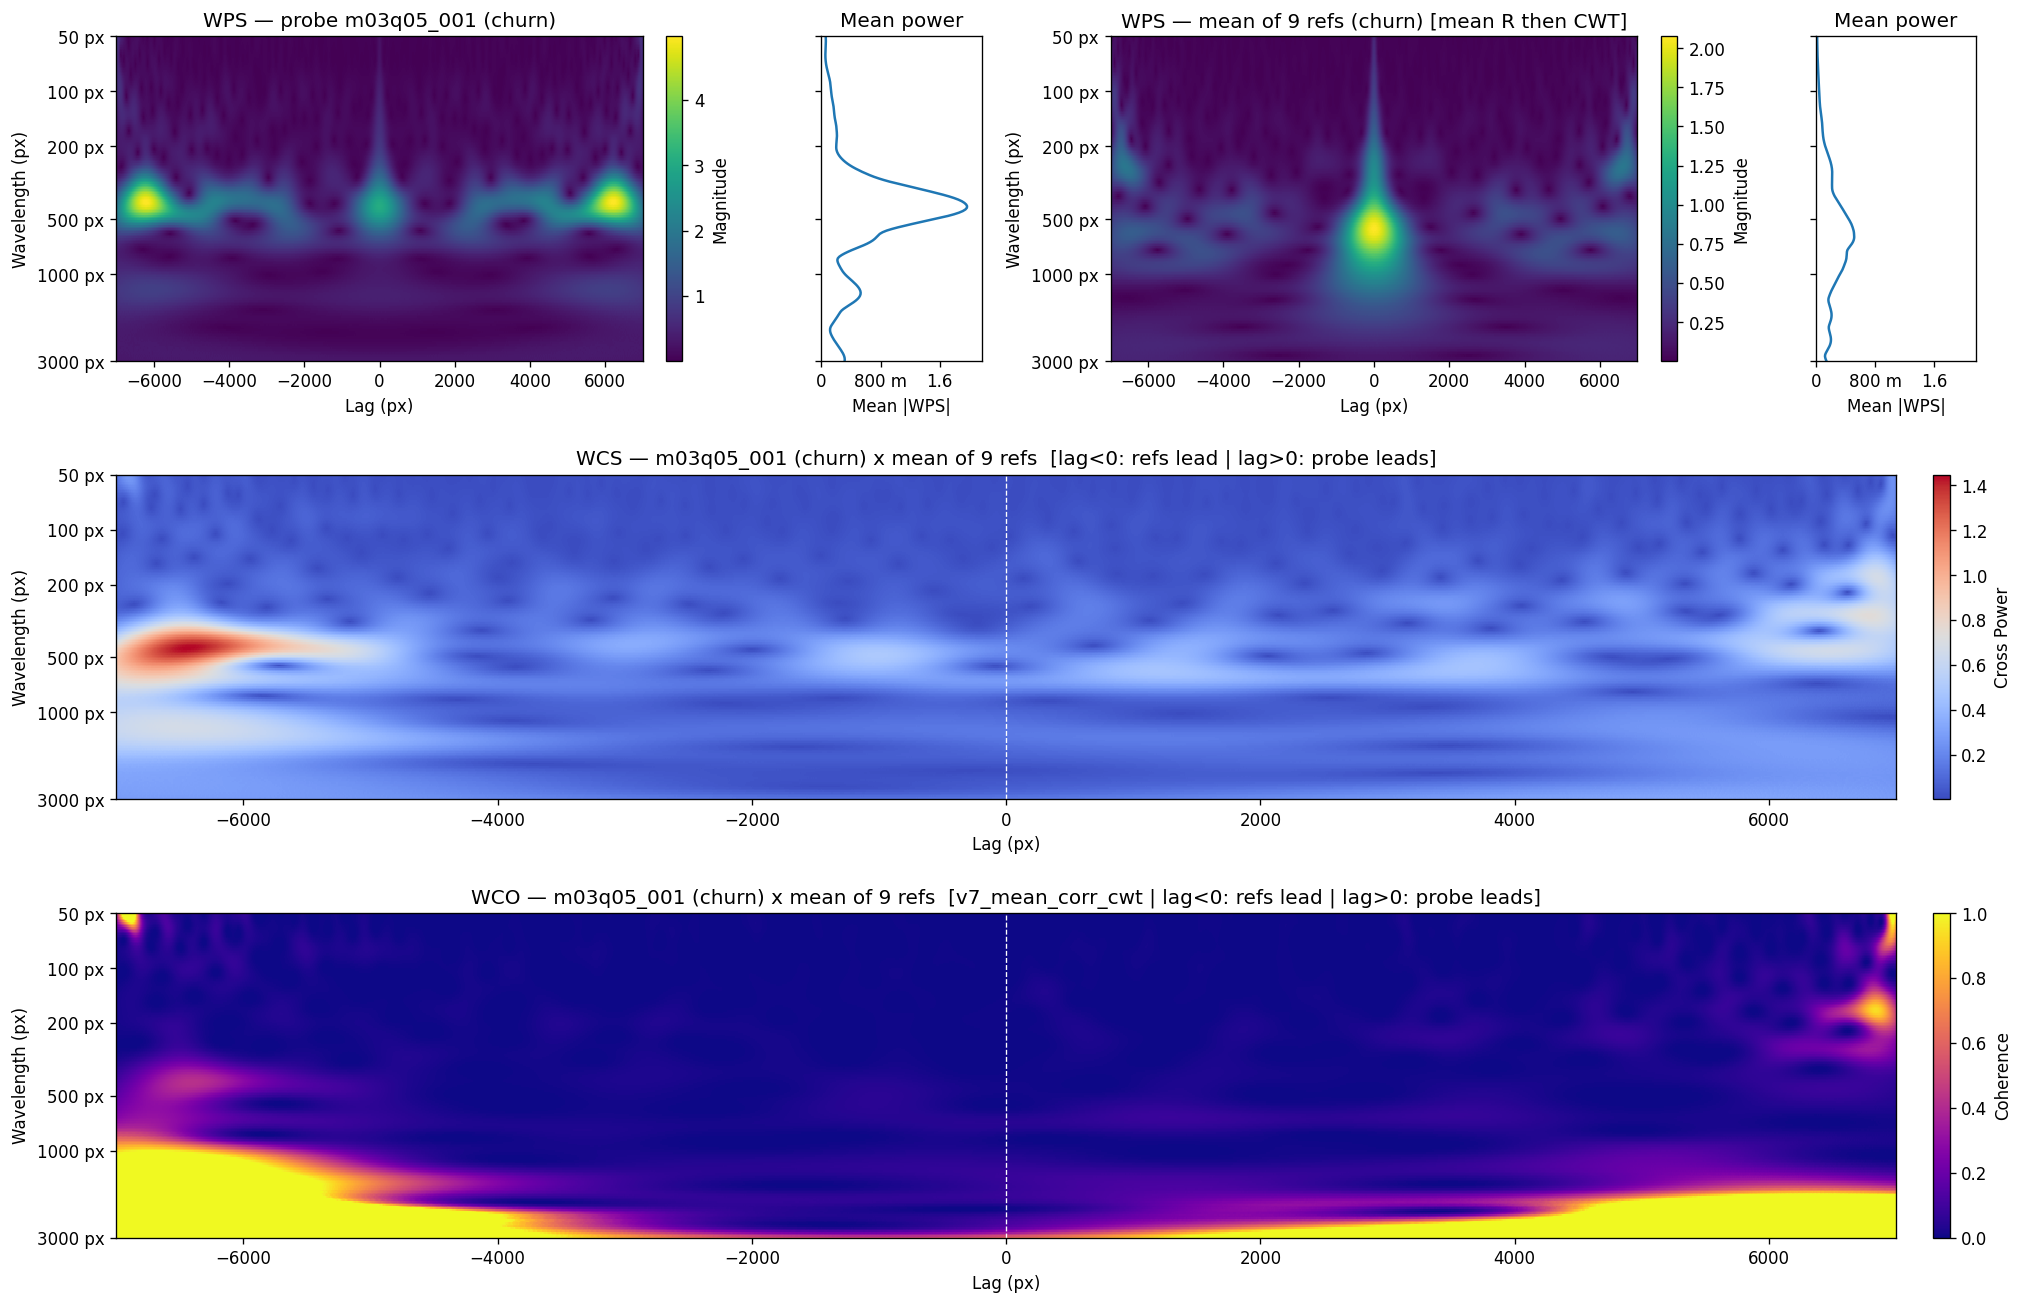 WPS — probe m03q05_001 (churn)
50 px
100 px
200 px
500 px
1000 px
3000 px
Wavelength (px)
−6000 −4000 −2000 0 2000 4000 6000
Lag (px)
4
3
2
1
Magnitude
Mean power
0 800 m 1.6
Mean |WPS|
WPS — mean of 9 refs (churn) [mean R then CWT]
50 px
100 px
200 px
500 px
1000 px
3000 px
Wavelength (px)
−6000 −4000 −2000 0 2000 4000 6000
Lag (px)
2.00
1.75
1.50
1.25
1.00
0.75
0.50
0.25
Magnitude
Mean power
0 800 m 1.6
Mean |WPS|
WCS — m03q05_001 (churn) x mean of 9 refs [lag<0: refs lead | lag>0: probe leads]
50 px
100 px
200 px
500 px
1000 px
3000 px
Wavelength (px)
−6000 −4000 −2000 0 2000 4000 6000
Lag (px)
1.4
1.2
1.0
0.8
0.6
0.4
0.2
Cross Power
WCO — m03q05_001 (churn) x mean of 9 refs [v7_mean_corr_cwt | lag<0: refs lead | lag>0: probe leads]
50 px
100 px
200 px
500 px
1000 px
3000 px
Wavelength (px)
−6000 −4000 −2000 0 2000 4000 6000
Lag (px)
1.0
0.8
0.6
0.4
0.2
0.0
Coherence